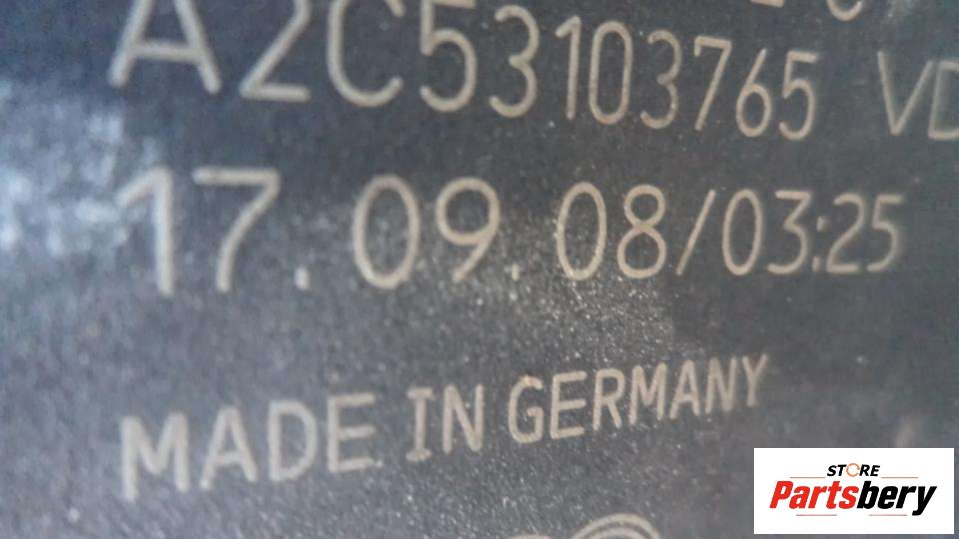 A2C53103765 VD
17.09.08/03:25
MADE IN GERMANY
STORE
Partsbery